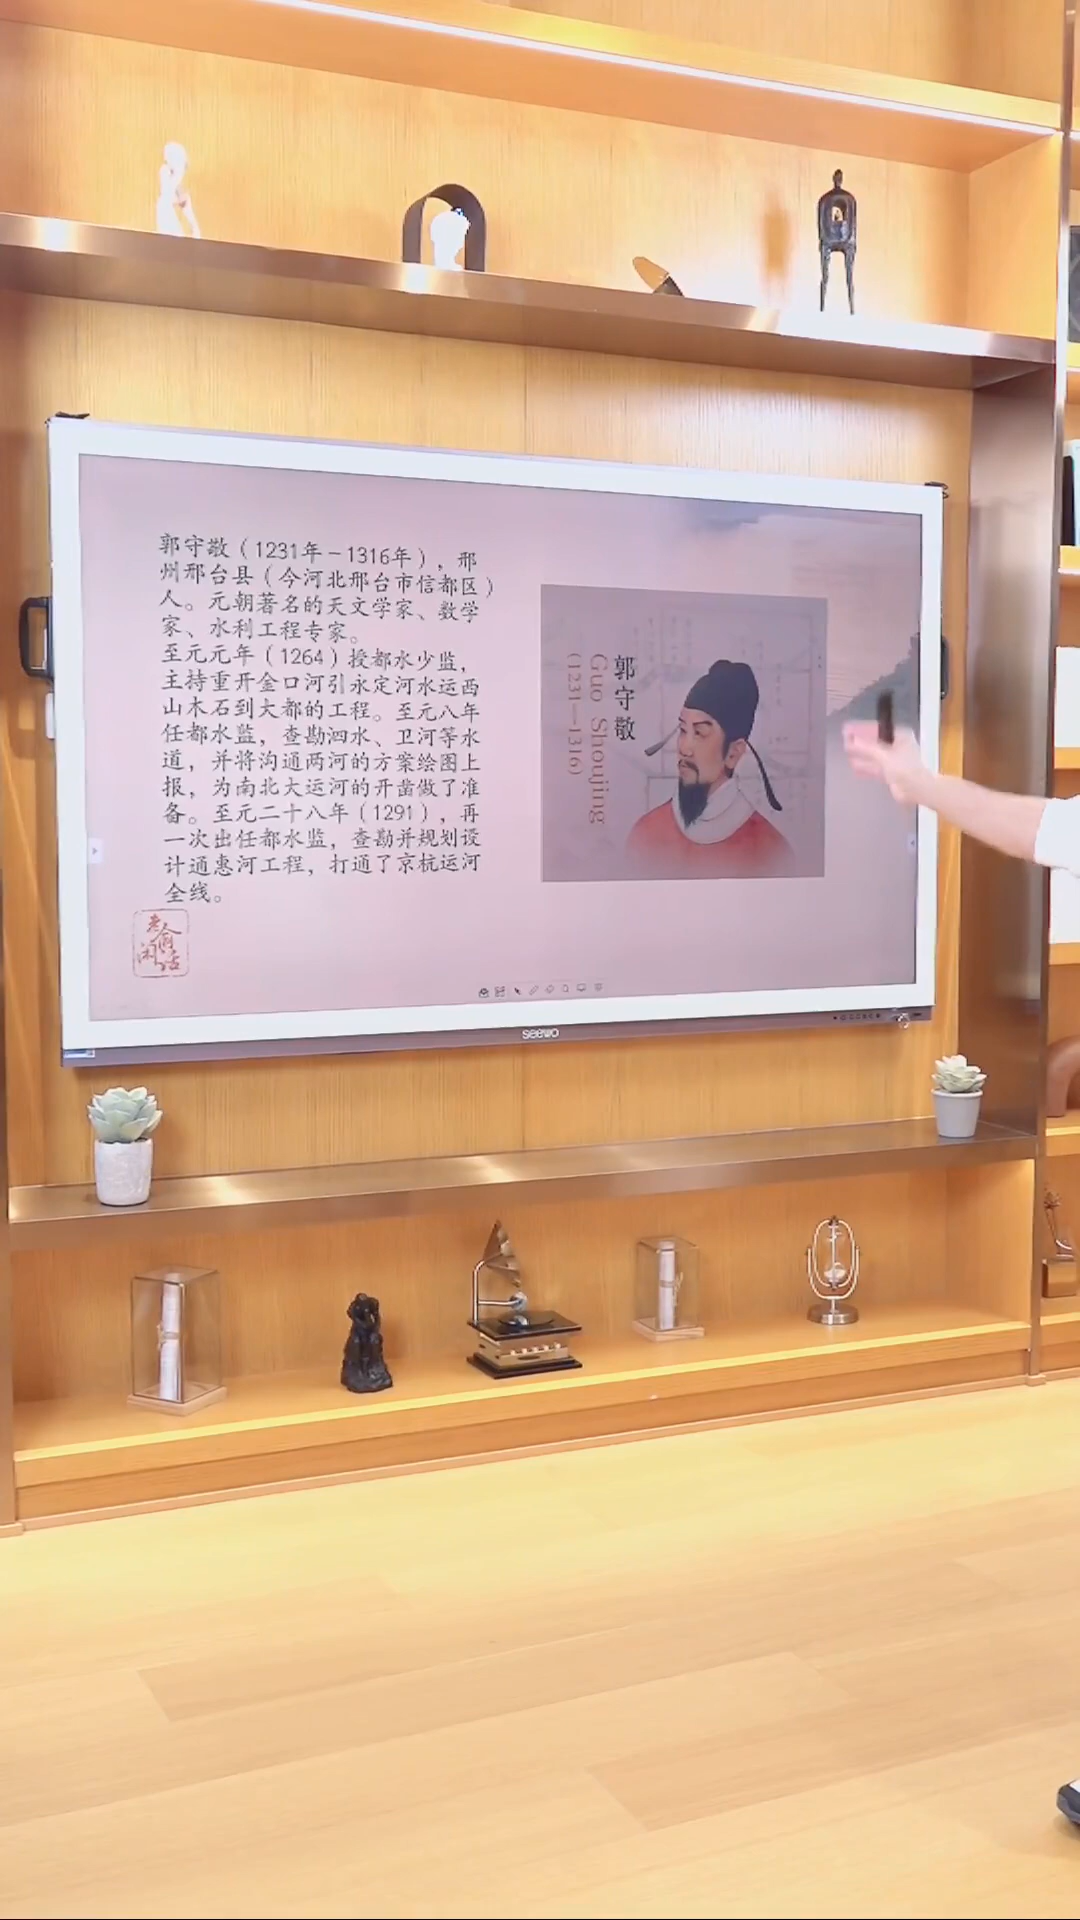 郭守敬（1231年－1316年），邢
州邢台县（今河北邢台市信都区）
人。元朝著名的天文学家、数学
家、水利工程专家。
至元元年（1264）授都水少监，
主持重开金口河引永定河水运西
山木石到大都的工程。至元八年
任都水监，查勘泗水、卫河等水
道，并将沟通两河的方案绘图上
报，为南北大运河的开凿做了准
备。至元二十八年（1291），再
一次出任都水监，查勘并规划设
计通惠河工程，打通了京杭运河
全线。
郭守敬
Guo Shoujing
(1231—1316)
老俞闲话
seewo